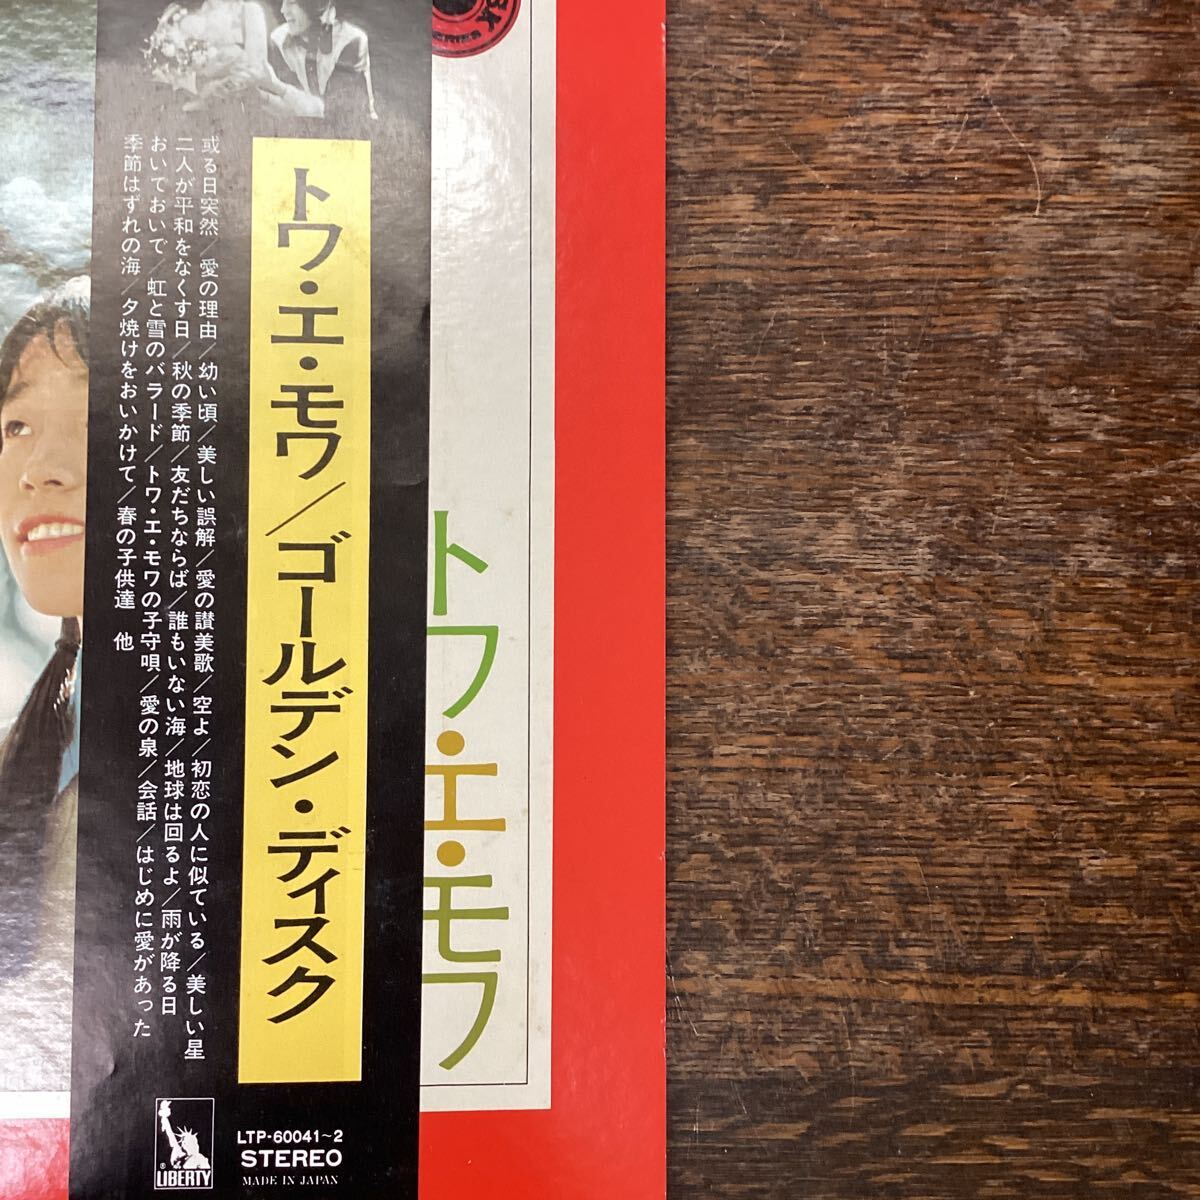 BX
SERIES
トワ・エ・モワ
トワ・エ・モワ/ゴールデン・ディスク
或る日突然/愛の理由/幼い頃/美しい誤解/愛の讃美歌/空よ/初恋の人に似ている/美しい星
二人が平和をなくす日/秋の季節/友だちならば/誰もいない海/地球は回るよ/雨が降る日
おいておいで/虹と雪のバラード/トワ・エ・モワの子守唄/愛の泉/会話/はじめに愛があった
季節はずれの海/夕焼けをおいかけて/春の子供達 他
® LIBERTY
LTP-60041~2
STEREO
MADE IN JAPAN